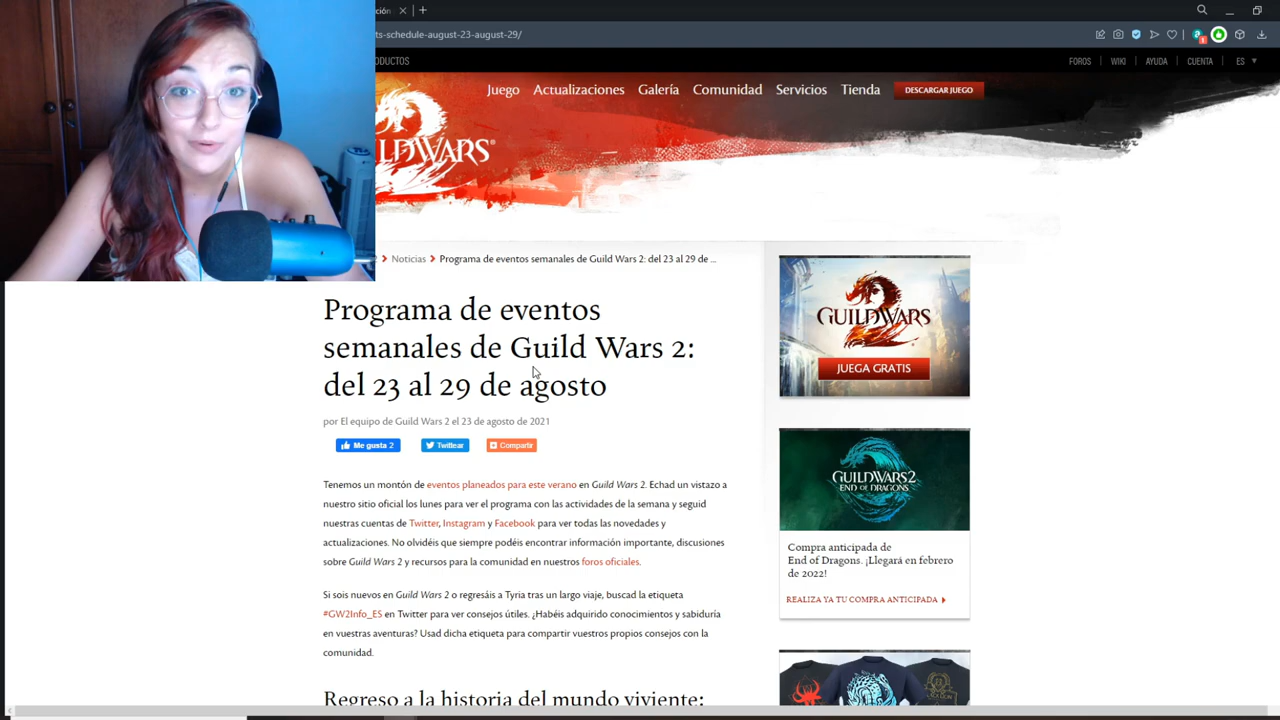 ción
ts-schedule-august-23-august-29/
1
ODUCTOS
FOROS | WIKI | AYUDA | CUENTA | ES
Juego Actualizaciones Galería Comunidad Servicios Tienda DESCARGAR JUEGO
ILDWARS®
Noticias Programa de eventos semanales de Guild Wars 2: del 23 al 29 de ...
Programa de eventos
semanales de Guild Wars 2:
del 23 al 29 de agosto
por El equipo de Guild Wars 2 el 23 de agosto de 2021
Me gusta 2 Twittear Compartir
Tenemos un montón de eventos planeados para este verano en Guild Wars 2. Echad un vistazo a
nuestro sitio oficial los lunes para ver el programa con las actividades de la semana y seguid
nuestras cuentas de Twitter, Instagram y Facebook para ver todas las novedades y
actualizaciones. No olvidéis que siempre podéis encontrar información importante, discusiones
sobre Guild Wars 2 y recursos para la comunidad en nuestros foros oficiales.
Si sois nuevos en Guild Wars 2 o regresáis a Tyria tras un largo viaje, buscad la etiqueta
#GW2Info_ES en Twitter para ver consejos útiles. ¿Habéis adquirido conocimientos y sabiduría
en vuestras aventuras? Usad dicha etiqueta para compartir vuestros propios consejos con la
comunidad.
Regreso a la historia del mundo viviente:
GUILDWARS
JUEGA GRATIS
GUILDWARS2
END OF DRAGONS
Compra anticipada de
End of Dragons. ¡Llegará en febrero
de 2022!
REALIZA YA TU COMPRA ANTICIPADA